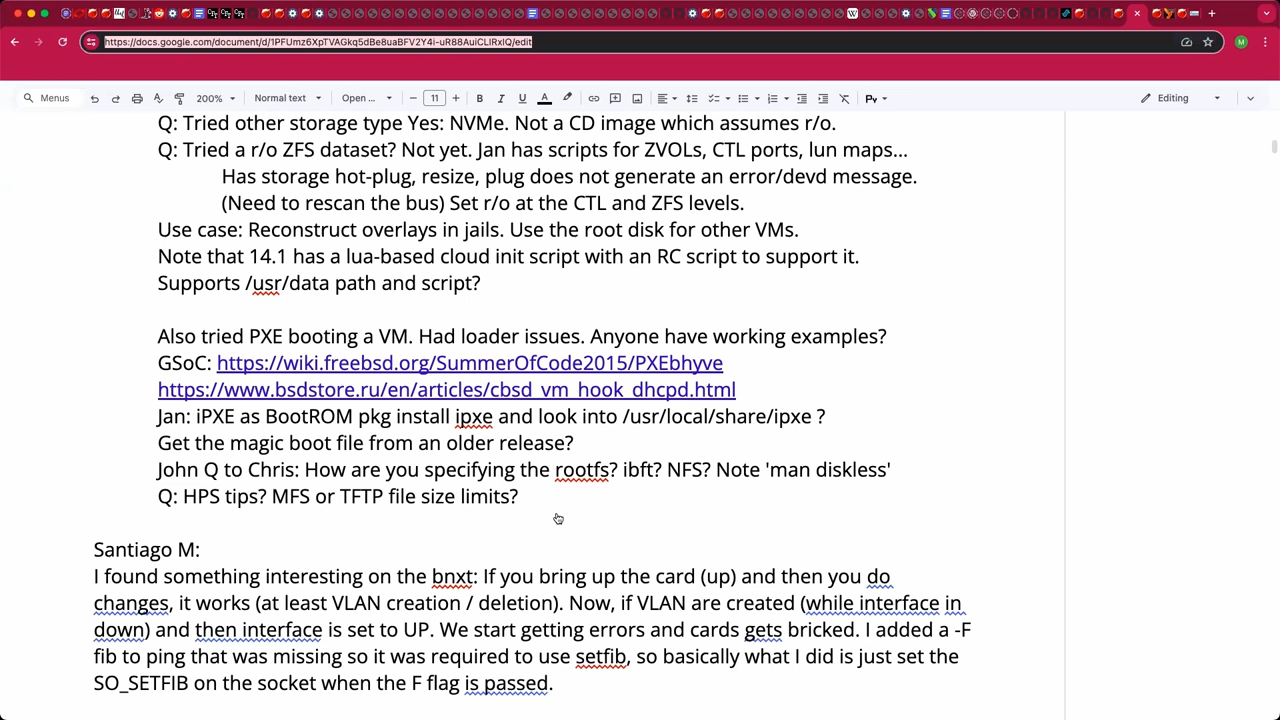 https://docs.google.com/document/d/1PFUmz6XpTVAGkq5dBe8uaBFV2Y4i-uR88AuiCLlRxlQ/edit
Menus 200% Normal text Open ... 11 Editing
Q: Tried other storage type Yes: NVMe. Not a CD image which assumes r/o.
Q: Tried a r/o ZFS dataset? Not yet. Jan has scripts for ZVOLs, CTL ports, lun maps...
Has storage hot-plug, resize, plug does not generate an error/devd message.
(Need to rescan the bus) Set r/o at the CTL and ZFS levels.
Use case: Reconstruct overlays in jails. Use the root disk for other VMs.
Note that 14.1 has a lua-based cloud init script with an RC script to support it.
Supports /usr/data path and script?
Also tried PXE booting a VM. Had loader issues. Anyone have working examples?
GSoC: https://wiki.freebsd.org/SummerOfCode2015/PXEbhyve
https://www.bsdstore.ru/en/articles/cbsd_vm_hook_dhcpd.html
Jan: iPXE as BootROM pkg install ipxe and look into /usr/local/share/ipxe ?
Get the magic boot file from an older release?
John Q to Chris: How are you specifying the rootfs? ibft? NFS? Note 'man diskless'
Q: HPS tips? MFS or TFTP file size limits?
Santiago M:
I found something interesting on the bnxt: If you bring up the card (up) and then you do
changes, it works (at least VLAN creation / deletion). Now, if VLAN are created (while interface in
down) and then interface is set to UP. We start getting errors and cards gets bricked. I added a -F
fib to ping that was missing so it was required to use setfib, so basically what I did is just set the
SO_SETFIB on the socket when the F flag is passed.